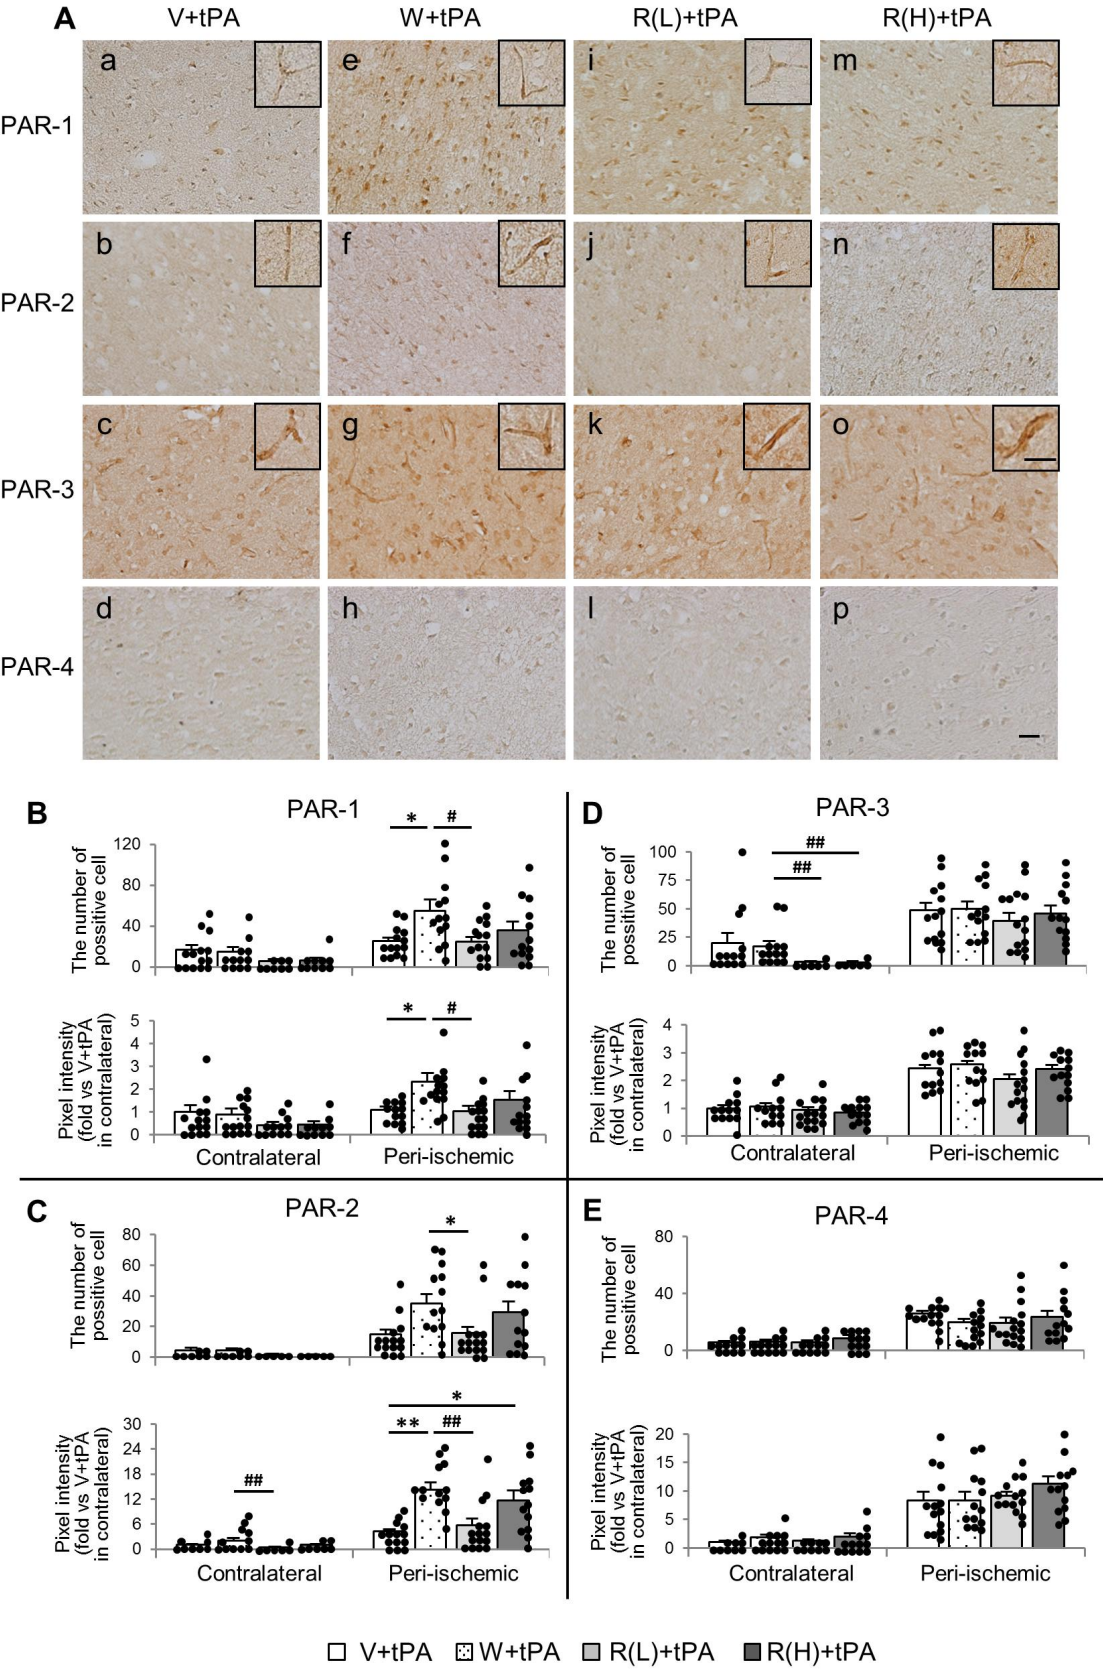 A
V+tPA W+tPA R(L)+tPA R(H)+tPA
PAR-1
a e i m
PAR-2
b f j n
PAR-3
c g k o
PAR-4
d h l p
B
PAR-1
* #
The number of
possitive cell
120
80
40
0
* #
Pixel intensity
(fold vs V+tPA
in contralateral)
5
4
3
2
1
0
Contralateral Peri-ischemic
D
PAR-3
##
##
The number of
possitive cell
100
75
50
25
0
Pixel intensity
(fold vs V+tPA
in contralateral)
4
3
2
1
0
Contralateral Peri-ischemic
C
PAR-2
*
The number of
possitive cell
80
60
40
20
0
*
** ##
##
Pixel intensity
(fold vs V+tPA
in contralateral)
30
24
18
12
6
0
Contralateral Peri-ischemic
E
PAR-4
The number of
possitive cell
80
40
0
Pixel intensity
(fold vs V+tPA
in contralateral)
20
15
10
5
0
Contralateral Peri-ischemic
V+tPA W+tPA R(L)+tPA R(H)+tPA